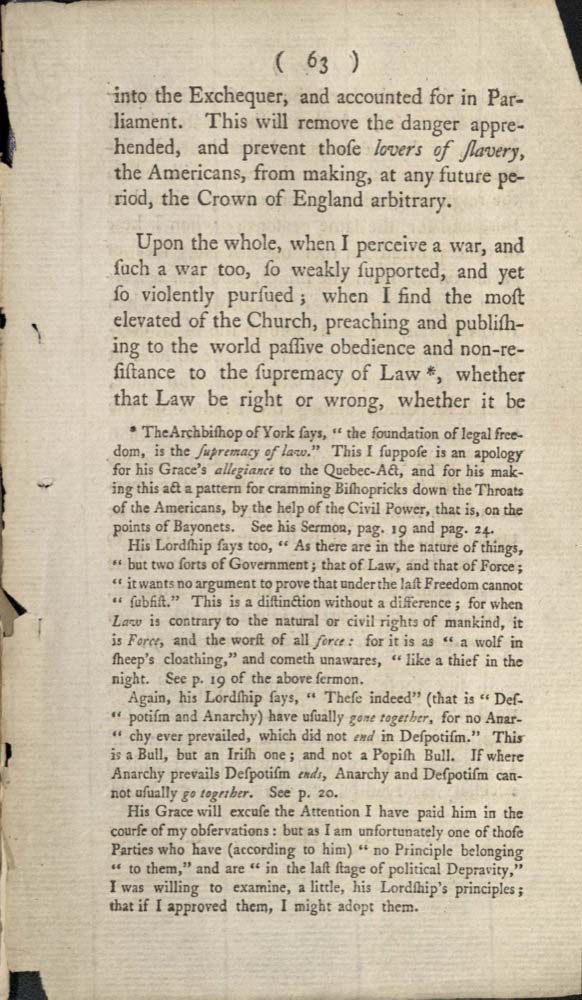 ( 63 )
into the Exchequer, and accounted for in Par-
liament. This will remove the danger appre-
hended, and prevent thoſe lovers of ſlavery,
the Americans, from making, at any future pe-
riod, the Crown of England arbitrary.
Upon the whole, when I perceive a war, and
ſuch a war too, ſo weakly ſupported, and yet
ſo violently purſued; when I find the moſt
elevated of the Church, preaching and publiſh-
ing to the world paſſive obedience and non-re-
ſiſtance to the ſupremacy of Law *, whether
that Law be right or wrong, whether it be
* The Archbiſhop of York ſays, “ the foundation of legal free-
dom, is the ſupremacy of law.” This I ſuppoſe is an apology
for his Grace's allegiance to the Quebec-Act, and for his mak-
ing this act a pattern for cramming Biſhopricks down the Throats
of the Americans, by the help of the Civil Power, that is, on the
points of Bayonets. See his Sermon, pag. 19 and pag. 24.
His Lordſhip ſays too, “ As there are in the nature of things,
“ but two ſorts of Government; that of Law, and that of Force;
“ it wants no argument to prove that under the laſt Freedom cannot
“ ſubſiſt.” This is a diſtinction without a difference; for when
Law is contrary to the natural or civil rights of mankind, it
is Force, and the worſt of all force: for it is as “ a wolf in
ſheep's cloathing,” and cometh unawares, “ like a thief in the
night. See p. 19 of the above ſermon.
Again, his Lordſhip ſays, “ Theſe indeed” (that is “ Deſ-
“ potiſm and Anarchy) have uſually gone together, for no Anar-
“ chy ever prevailed, which did not end in Deſpotiſm.” This
is a Bull, but an Iriſh one; and not a Popiſh Bull. If where
Anarchy prevails Deſpotiſm ends, Anarchy and Deſpotiſm can-
not uſually go together. See p. 20.
His Grace will excuſe the Attention I have paid him in the
courſe of my obſervations: but as I am unfortunately one of thoſe
Parties who have (according to him) “ no Principle belonging
“ to them,” and are “ in the laſt ſtage of political Depravity,”
I was willing to examine, a little, his Lordſhip's principles;
that if I approved them, I might adopt them.